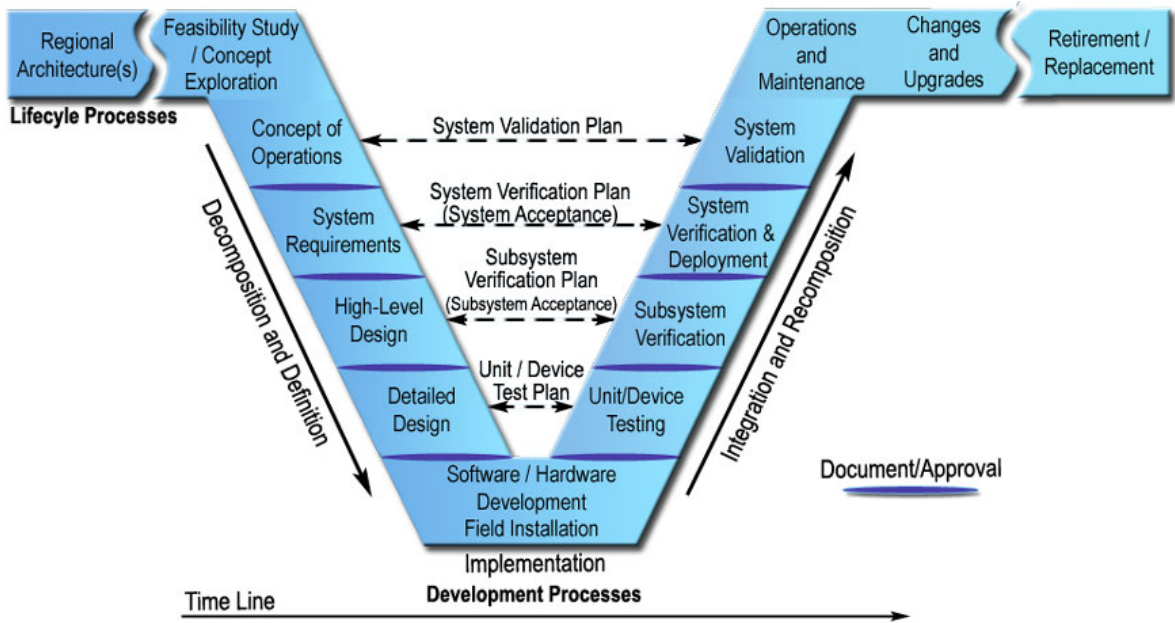 Regional
Architecture(s)
Feasibility Study
/ Concept
Exploration
Operations
and
Maintenance
Changes
and
Upgrades
Retirement /
Replacement
Lifecyle Processes
Concept of
Operations
System Validation Plan
System
Validation
System
Requirements
System Verification Plan
(System Acceptance)
System
Verification &
Deployment
High-Level
Design
Subsystem
Verification Plan
(Subsystem Acceptance)
Subsystem
Verification
Detailed
Design
Unit / Device
Test Plan
Unit/Device
Testing
Decomposition and Definition
Integration and Recomposition
Software / Hardware
Development
Field Installation
Document/Approval
Implementation
Development Processes
Time Line